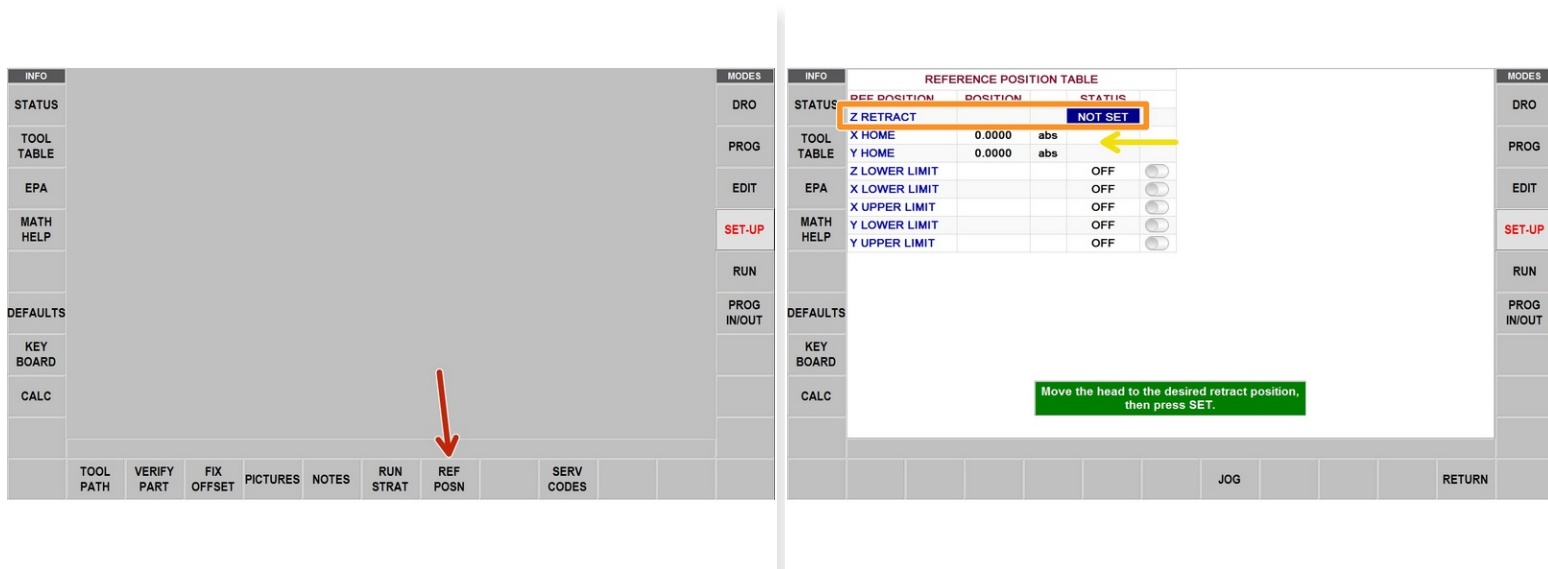 INFO
STATUS
TOOL
TABLE
EPA
MATH
HELP
DEFAULTS
KEY
BOARD
CALC
MODES
DRO
PROG
EDIT
SET-UP
RUN
PROG
IN/OUT
TOOL
PATH
VERIFY
PART
FIX
OFFSET
PICTURES
NOTES
RUN
STRAT
REF
POSN
SERV
CODES
INFO
STATUS
TOOL
TABLE
EPA
MATH
HELP
DEFAULTS
KEY
BOARD
CALC
REFERENCE POSITION TABLE
REF POSITION POSITION STATUS
Z RETRACT NOT SET
X HOME 0.0000 abs
Y HOME 0.0000 abs
Z LOWER LIMIT OFF
X LOWER LIMIT OFF
X UPPER LIMIT OFF
Y LOWER LIMIT OFF
Y UPPER LIMIT OFF
Move the head to the desired retract position,
then press SET.
JOG
RETURN
MODES
DRO
PROG
EDIT
SET-UP
RUN
PROG
IN/OUT